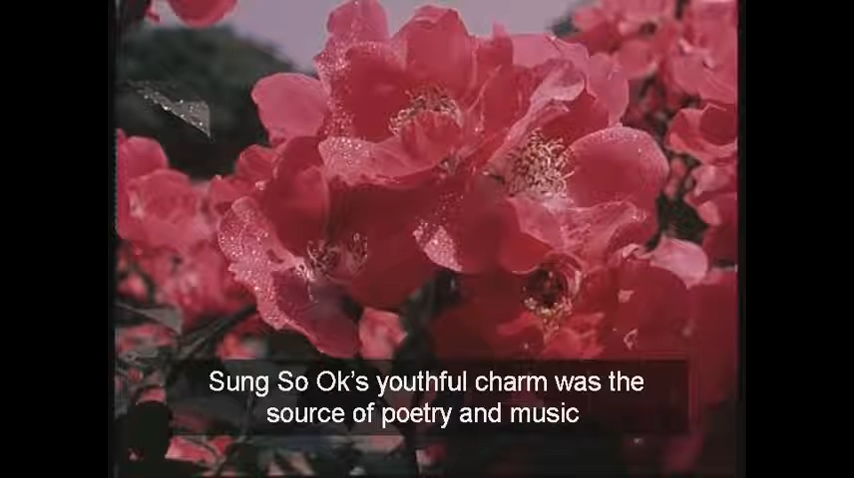 Sung So Ok’s youthful charm was the
source of poetry and music